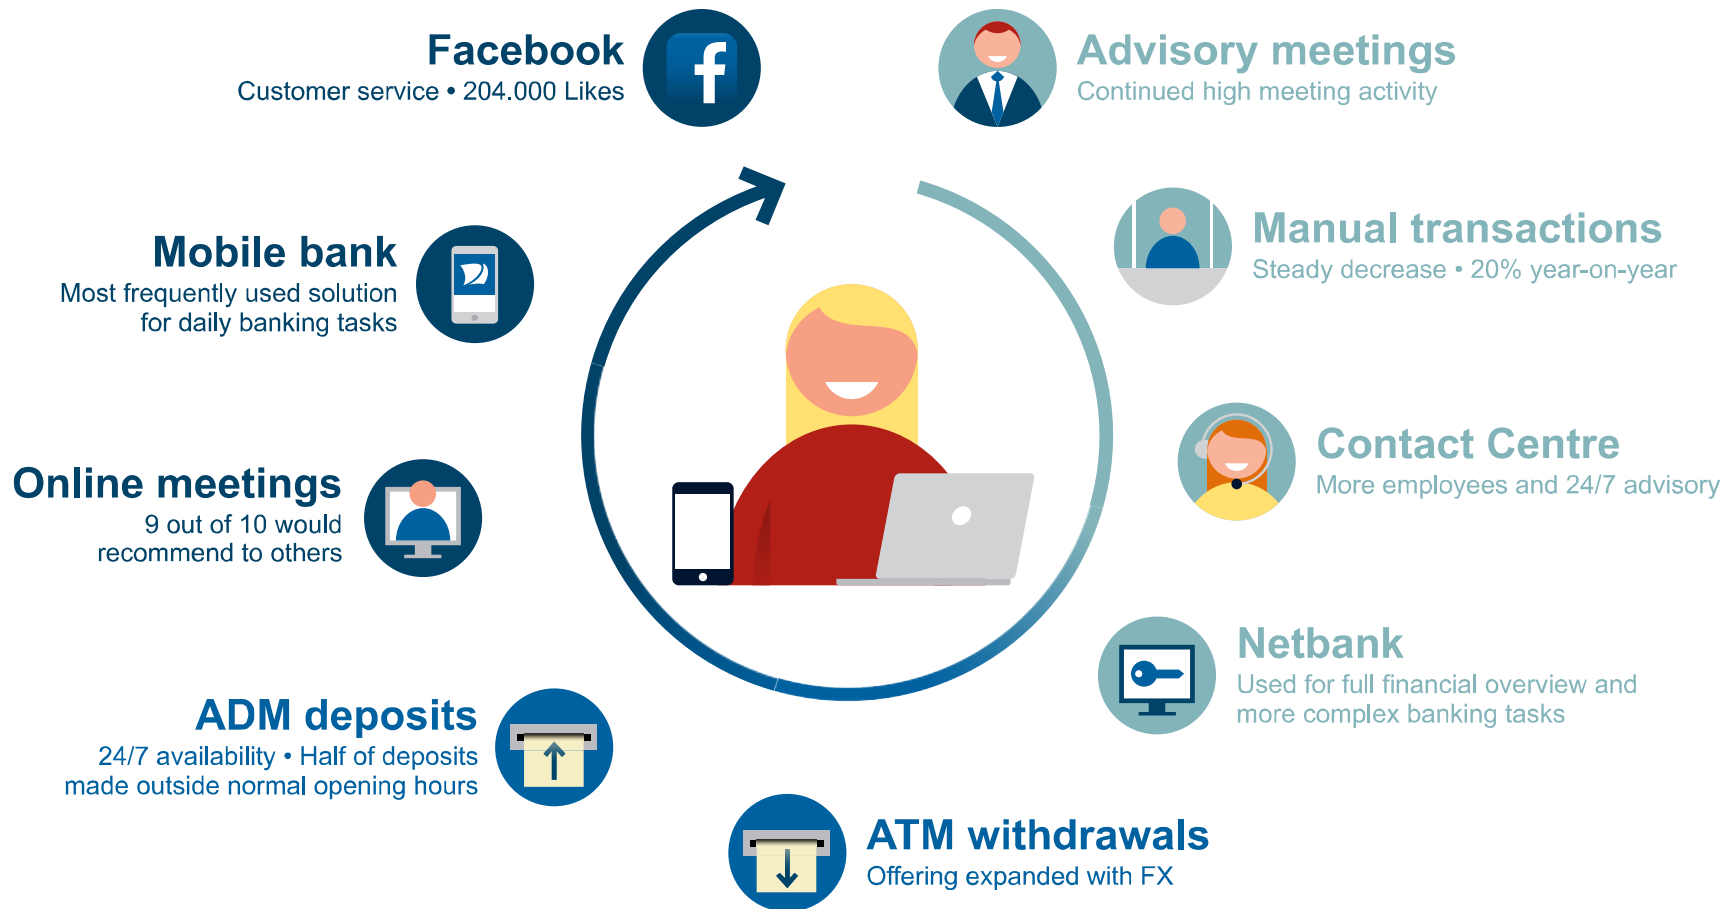 Facebook
Customer service • 204.000 Likes
Advisory meetings
Continued high meeting activity
Manual transactions
Steady decrease • 20% year-on-year
Contact Centre
More employees and 24/7 advisory
Netbank
Used for full financial overview and
more complex banking tasks
ATM withdrawals
Offering expanded with FX
ADM deposits
24/7 availability • Half of deposits
made outside normal opening hours
Online meetings
9 out of 10 would
recommend to others
Mobile bank
Most frequently used solution
for daily banking tasks